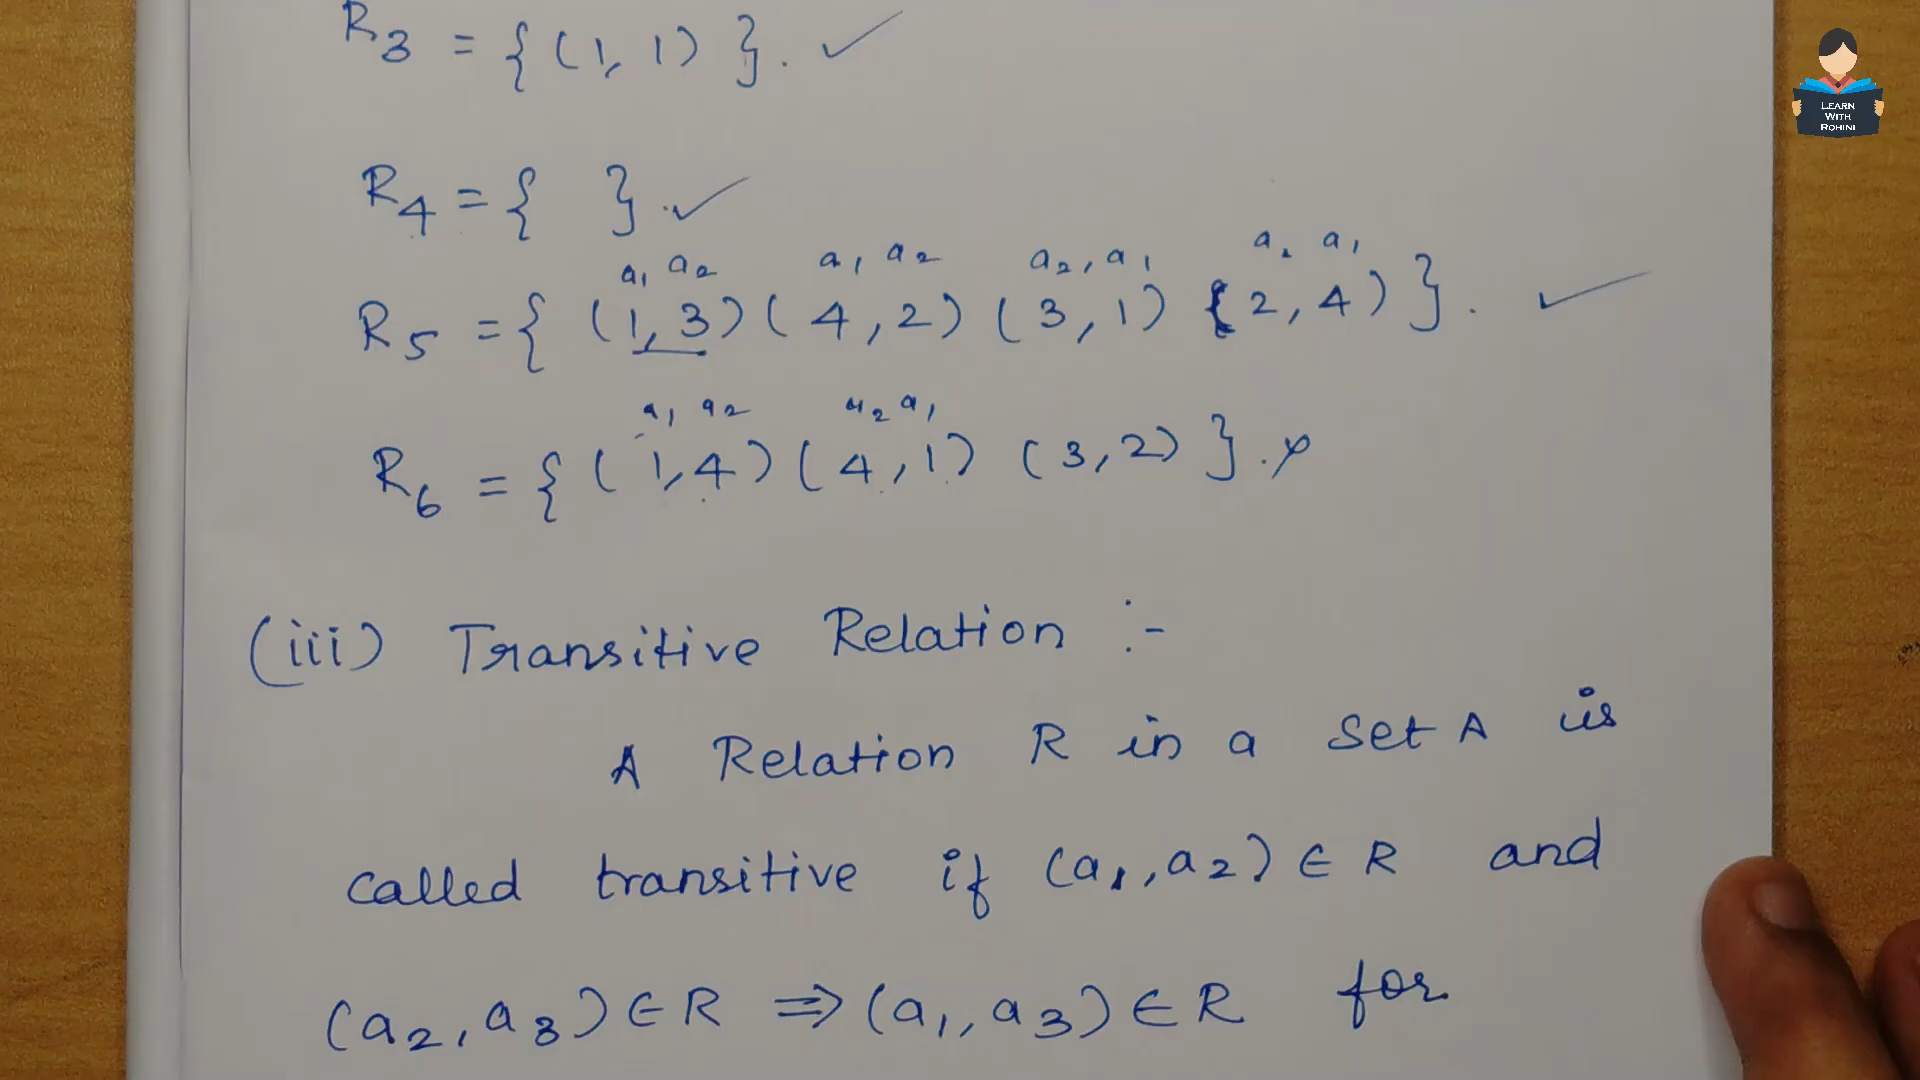 R3 = { (1, 1) }. ✓
LEARN
WITH
ROHINI
R4 = { }. ✓
a1 a2 a1 a2 a2, a1 a2 a1
R5 = { (1, 3) (4, 2) (3, 1) (2, 4) }. ✓
a1 a2 a2 a1
R6 = { (1, 4) (4, 1) (3, 2) }. ✗
(iii) Transitive Relation :-
A Relation R in a set A is
called transitive if (a1, a2) ∈ R and
(a2, a3) ∈ R ⇒ (a1, a3) ∈ R for